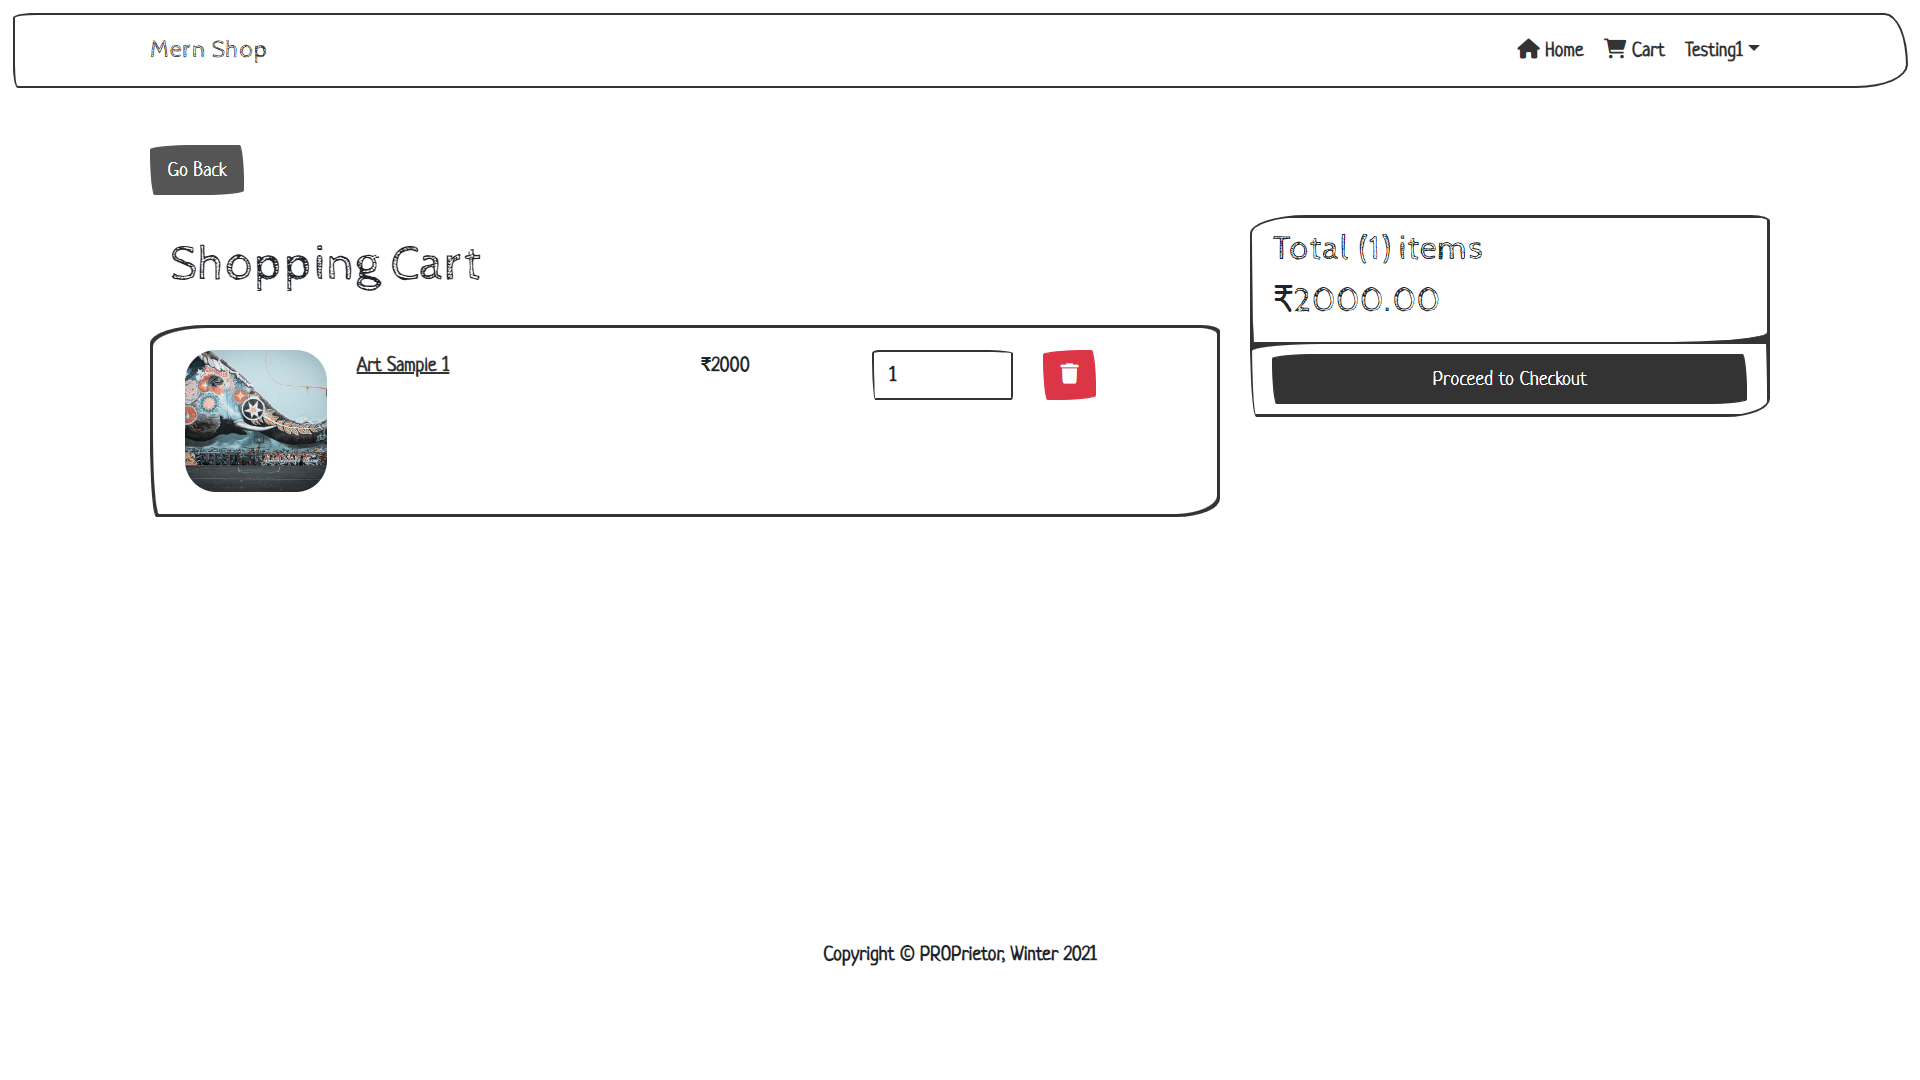 Mern Shop
Home
Cart
Testing1
Go Back
Shopping Cart
Art Sample 1
₹2000
1
Total (1) items
₹2000.00
Proceed to Checkout
Copyright © PROPrietor, Winter 2021